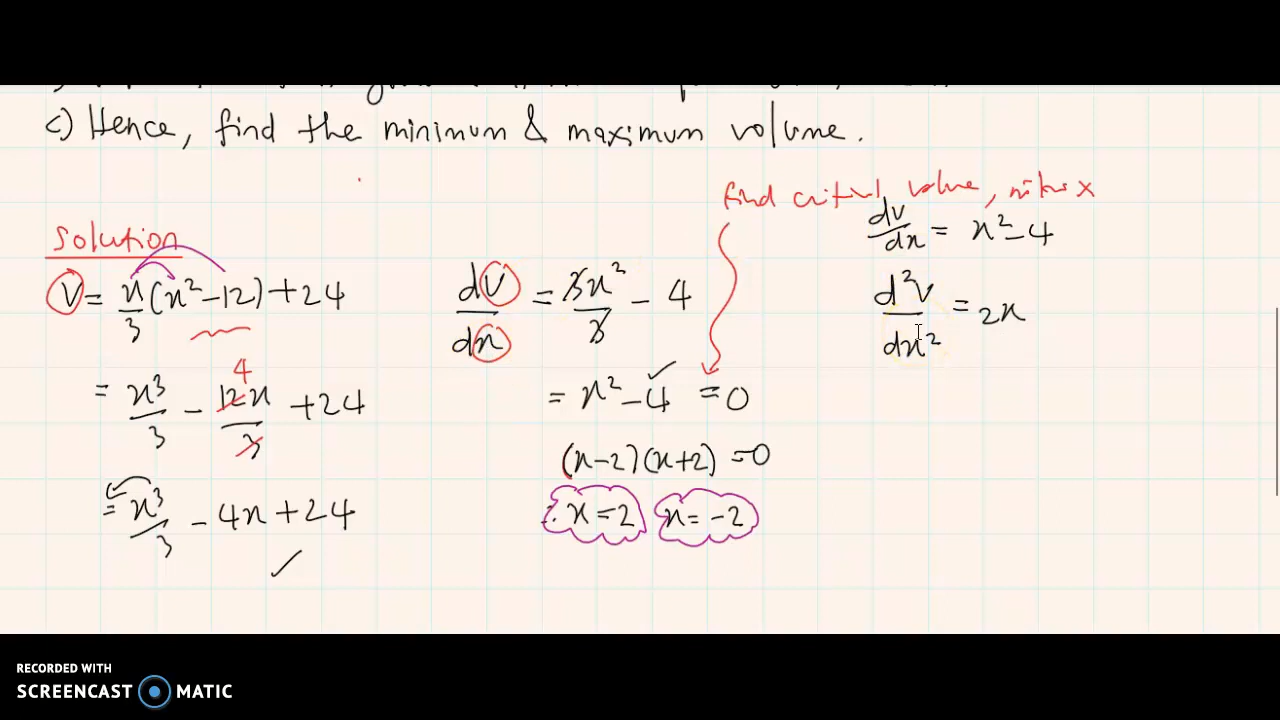 c) Hence, find the minimum & maximum volume.
find critical value, nilai x
Solution
V = x/3 (x² - 12) + 24
= x³/3 - 12x/3 + 24
4
= x³/3 - 4x + 24 ✓
dV/dx = 3x²/3 - 4
= x² - 4 ✓ = 0
(x-2)(x+2) = 0
∴ x = 2 x = -2
dv/dx = x² - 4
d²v/dx² = 2x
RECORDED WITH
SCREENCAST MATIC